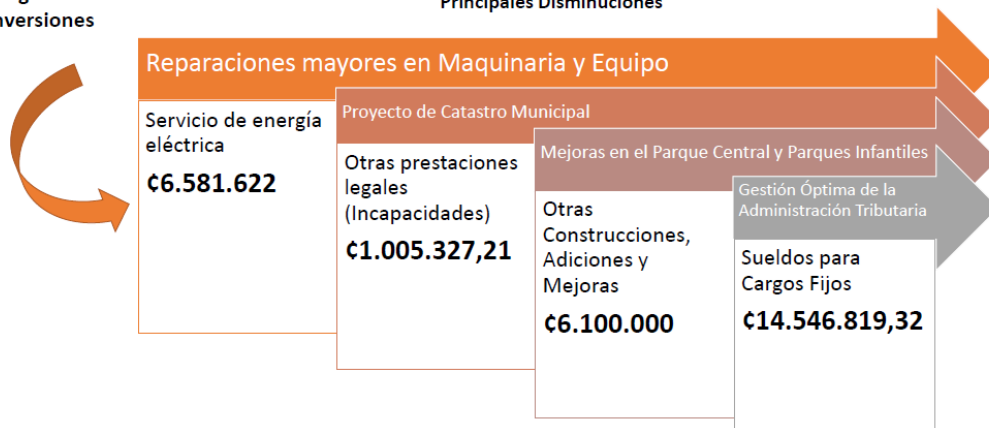 Principales Disminuciones
nversiones
Reparaciones mayores en Maquinaria y Equipo
Servicio de energía
eléctrica
¢6.581.622
Proyecto de Catastro Municipal
Otras prestaciones
legales
(Incapacidades)
¢1.005.327,21
Mejoras en el Parque Central y Parques Infantiles
Otras
Construcciones,
Adiciones y
Mejoras
¢6.100.000
Gestión Óptima de la
Administración Tributaria
Sueldos para
Cargos Fijos
¢14.546.819,32